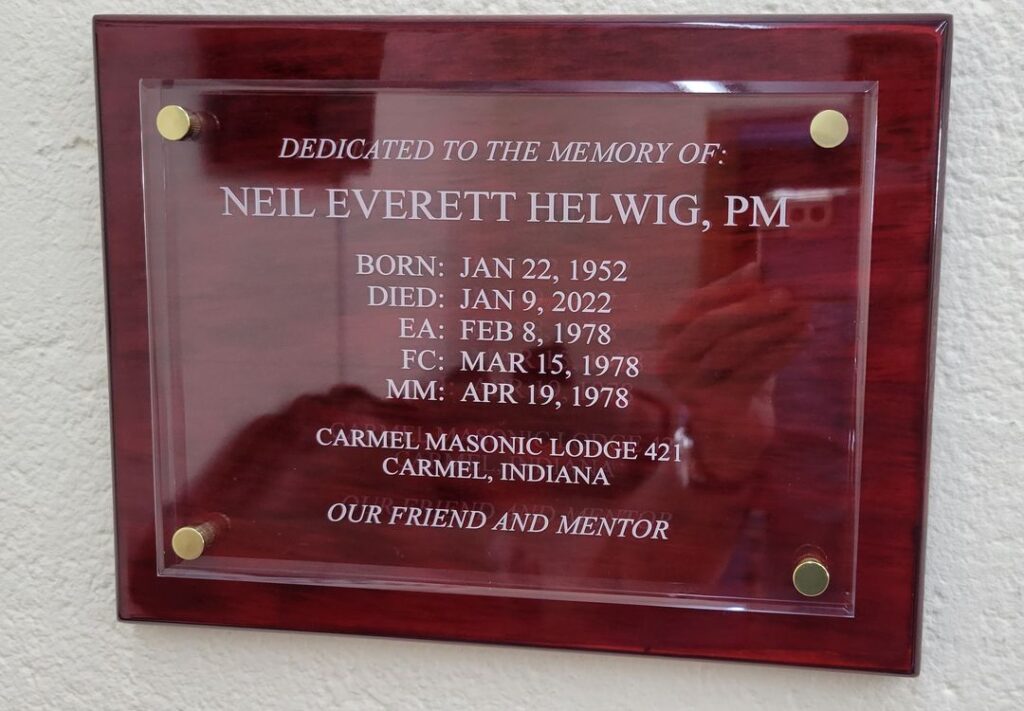 DEDICATED TO THE MEMORY OF:
NEIL EVERETT HELWIG, PM
BORN: JAN 22, 1952
DIED: JAN 9, 2022
EA: FEB 8, 1978
FC: MAR 15, 1978
MM: APR 19, 1978
CARMEL MASONIC LODGE 421
CARMEL, INDIANA
OUR FRIEND AND MENTOR